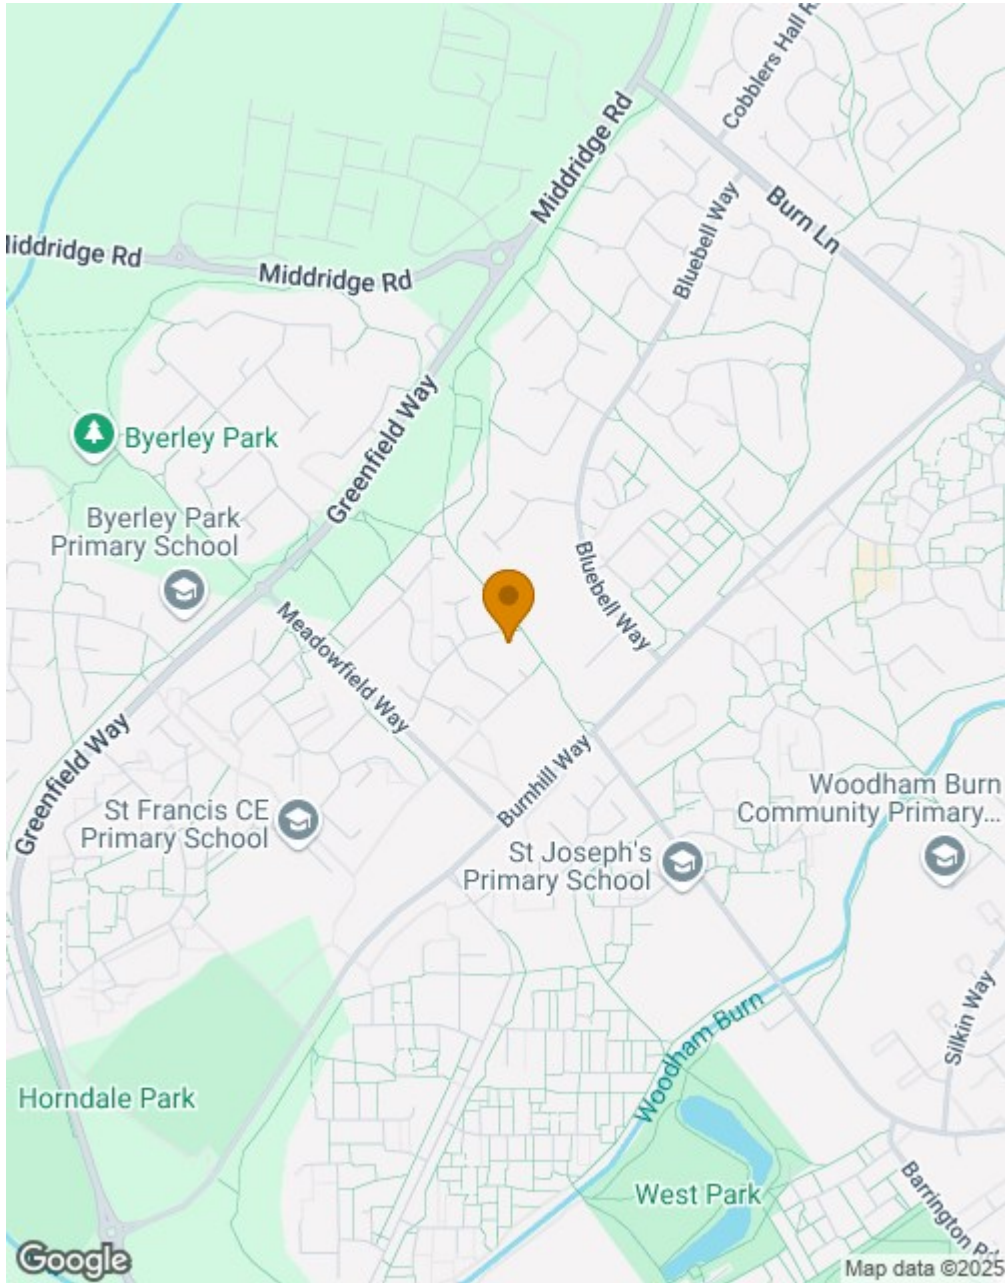 Cobblers Hall R
Middridge Rd
Burn Ln
Bluebell Way
Middridge Rd
Middridge Rd
Greenfield Way
Byerley Park
Byerley Park
Primary School
Bluebell Way
Meadowfield Way
Greenfield Way
Burnhill Way
St Francis CE
Primary School
Woodham Burn
Community Primary...
St Joseph's
Primary School
Silkin Way
Woodham Burn
Horndale Park
West Park
Barrington Rd
Google
Map data ©2025